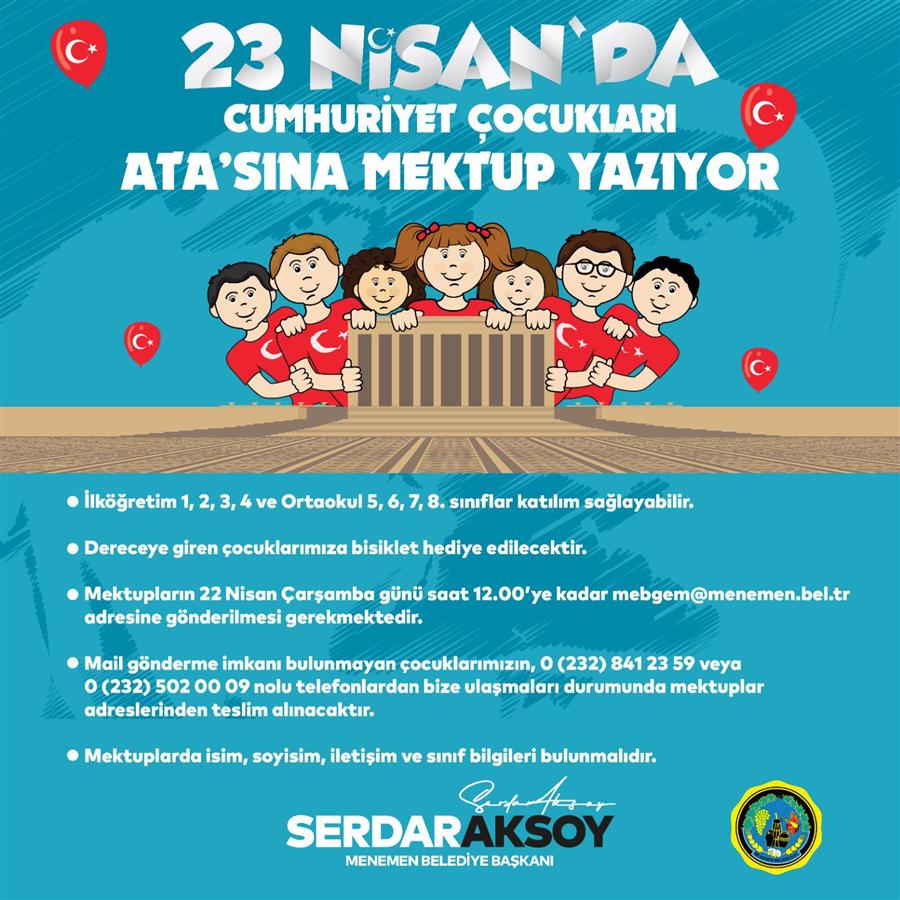 23 NİSAN'DA
CUMHURİYET ÇOCUKLARI
ATA'SINA MEKTUP YAZIYOR
• İlköğretim 1, 2, 3, 4 ve Ortaokul 5, 6, 7, 8. sınıflar katılım sağlayabilir.
• Dereceye giren çocuklarımıza bisiklet hediye edilecektir.
• Mektupların 22 Nisan Çarşamba günü saat 12.00'ye kadar mebgem@menemen.bel.tr
adresine gönderilmesi gerekmektedir.
• Mail gönderme imkanı bulunmayan çocuklarımızın, 0 (232) 841 23 59 veya
0 (232) 502 00 09 nolu telefonlardan bize ulaşmaları durumunda mektuplar
adreslerinden teslim alınacaktır.
• Mektuplarda isim, soyisim, iletişim ve sınıf bilgileri bulunmalıdır.
Serdar Aksoy
SERDAR AKSOY
MENEMEN BELEDİYE BAŞKANI